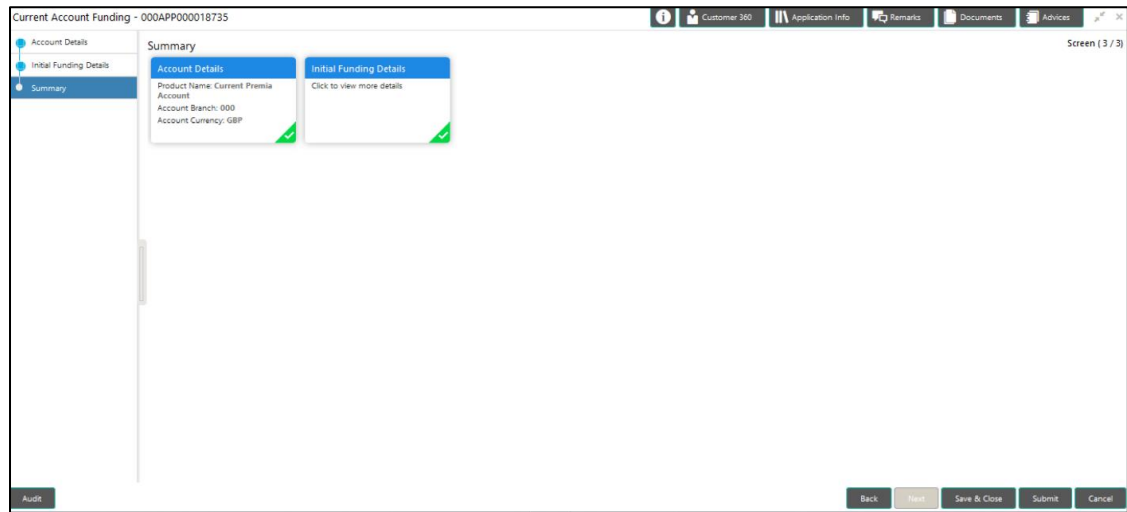 Current Account Funding - 000APP000018735
Customer 360
Application Info
Remarks
Documents
Advices
Account Details
Initial Funding Details
Summary
Summary
Screen ( 3 / 3)
Account Details
Product Name: Current Premia
Account
Account Branch: 000
Account Currency: GBP
Initial Funding Details
Click to view more details
Audit
Back
Next
Save & Close
Submit
Cancel